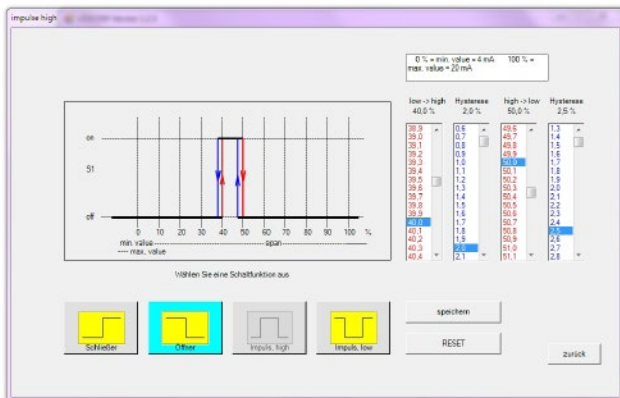 impulse high
0 % = min. value = 4 mA 100 % =
max. value = 20 mA
low -> high Hysterese high -> low Hysterese
40,0 % 2,0 % 50,0 % 2,5 %
38,9 0,6 49,6 1,3
39,0 0,7 49,7 1,4
39,1 0,8 49,8 1,5
39,2 0,9 49,9 1,6
39,3 1,0 50,0 1,7
39,4 1,1 50,1 1,8
39,5 1,2 50,2 1,9
39,6 1,3 50,3 2,0
39,7 1,4 50,4 2,1
39,8 1,5 50,5 2,2
39,9 1,6 50,6 2,3
40,0 1,7 50,7 2,4
40,1 1,8 50,8 2,5
40,2 1,9 50,9 2,6
40,3 2,0 51,0 2,7
40,4 2,1 51,1 2,8
on
S1
off
0 10 20 30 40 50 60 70 80 90 100 %
min. value span
max. value
Wählen Sie eine Schaltfunktion aus
Schließer Öffner Impuls, high Impuls, low
speichern
RESET
zurück